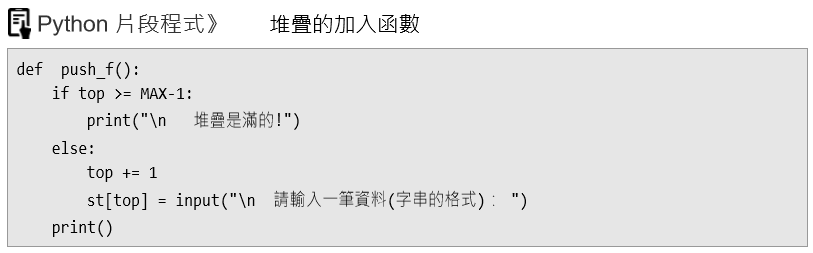 Python 片段程式》 堆疊的加入函數
def  push_f():
    if top >= MAX-1:
        print("\n   堆疊是滿的!")
    else:
        top += 1
        st[top] = input("\n  請輸入一筆資料(字串的格式)： ")
    print()